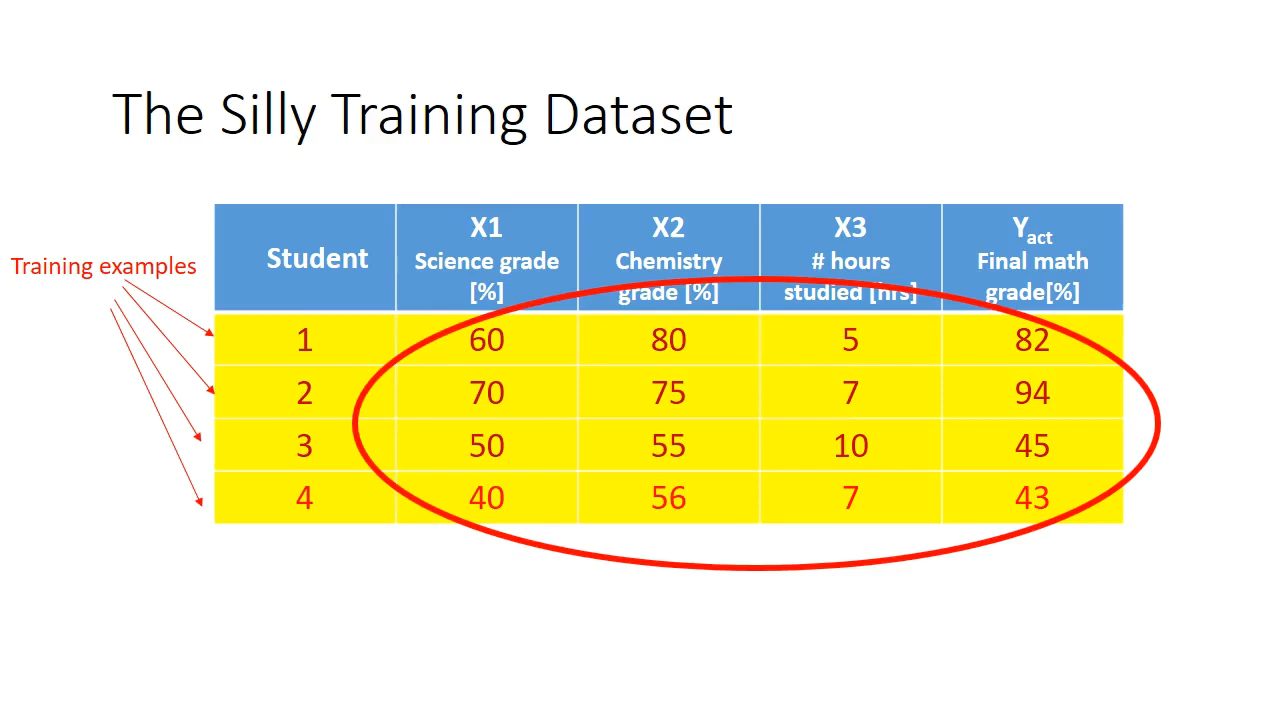 The Silly Training Dataset
Training examples
Student
X1
Science grade
[%]
X2
Chemistry
grade [%]
X3
# hours
studied [hrs]
Yact
Final math
grade[%]
1 60 80 5 82
2 70 75 7 94
3 50 55 10 45
4 40 56 7 43